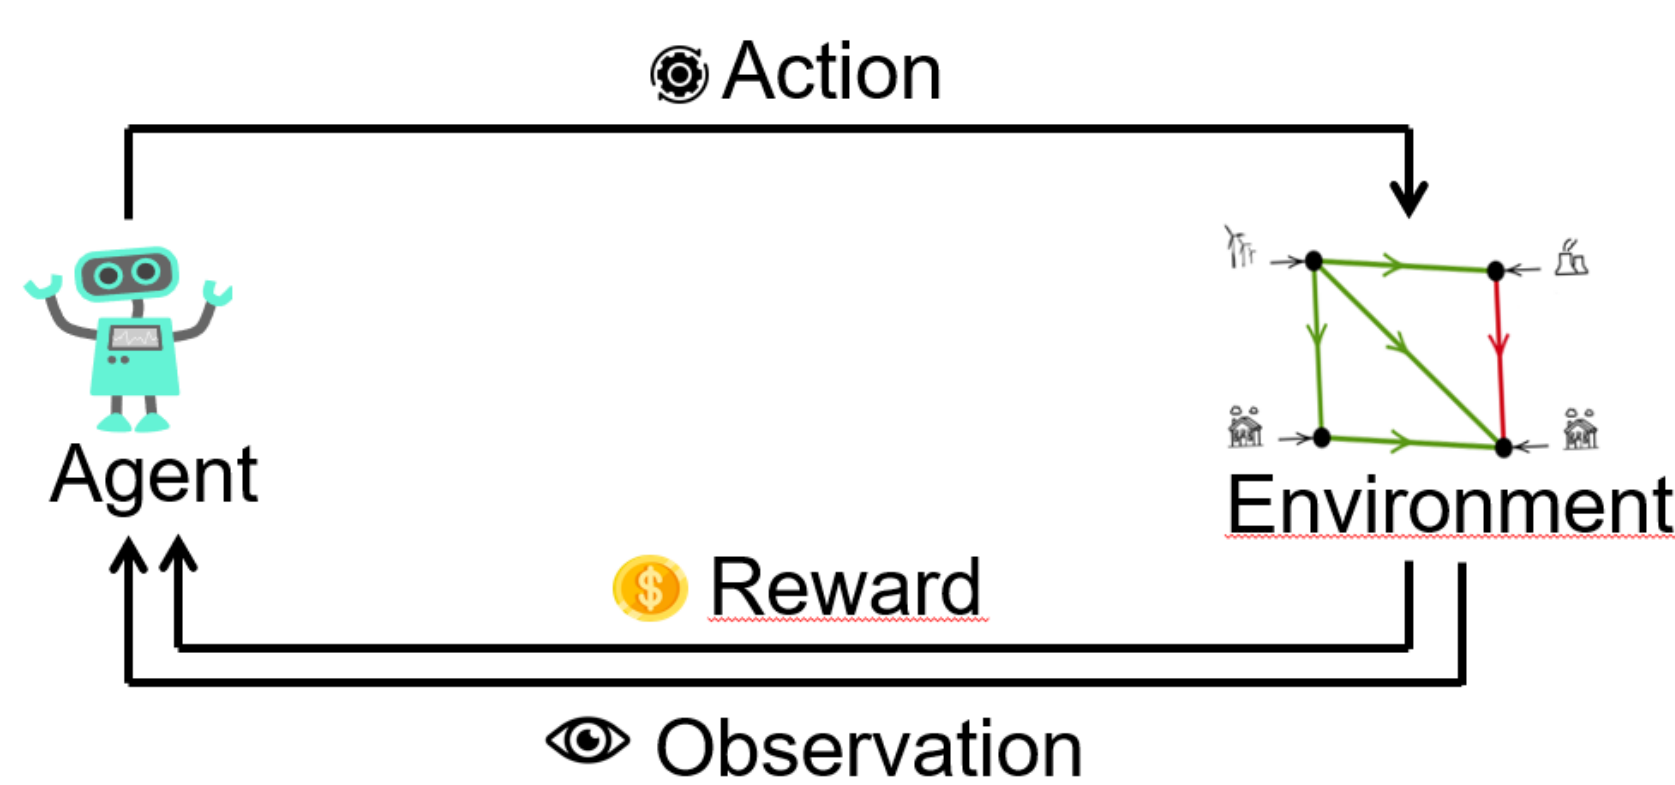 Action
Agent
Environment
$ Reward
Observation